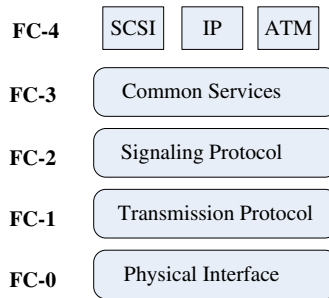 FC-4 SCSI IP ATM
FC-3 Common Services
FC-2 Signaling Protocol
FC-1 Transmission Protocol
FC-0 Physical Interface